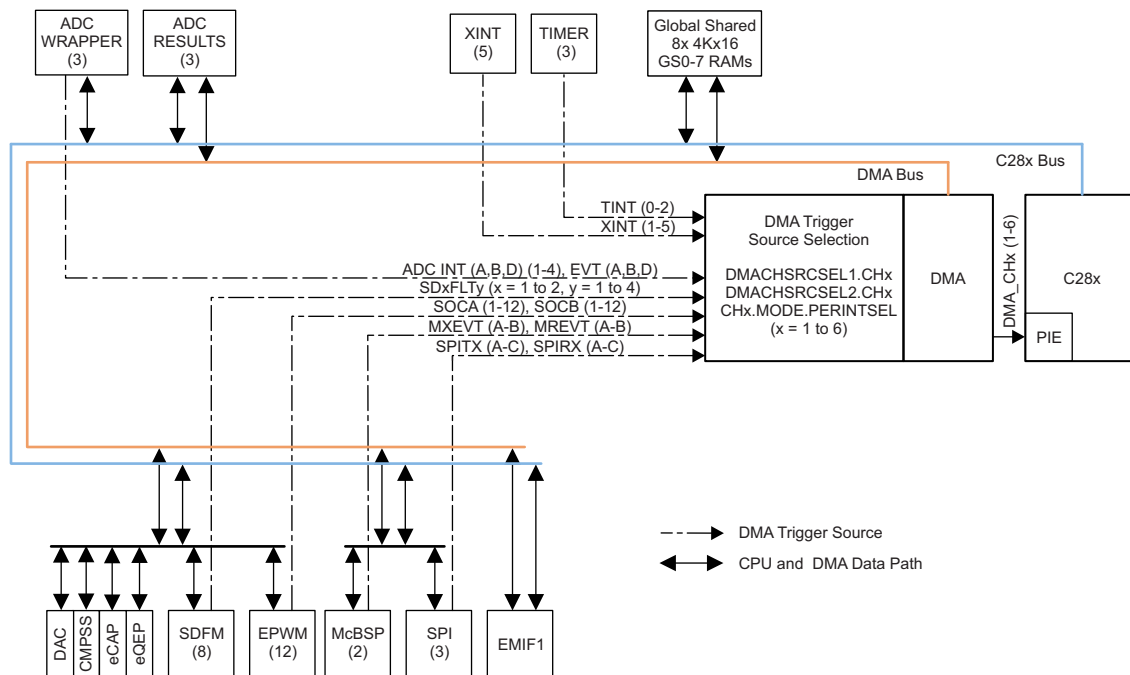 ADC
WRAPPER
(3)
ADC
RESULTS
(3)
XINT
(5)
TIMER
(3)
Global Shared
8x 4Kx16
GS0-7 RAMs
C28x Bus
DMA Bus
TINT (0-2)
XINT (1-5)
ADC INT (A,B,D) (1-4), EVT (A,B,D)
SDxFLTy (x = 1 to 2, y = 1 to 4)
SOCA (1-12), SOCB (1-12)
MXEVT (A-B), MREVT (A-B)
SPITX (A-C), SPIRX (A-C)
DMA Trigger
Source Selection
DMACHSRCSEL1.CHx
DMACHSRCSEL2.CHx
CHx.MODE.PERINTSEL
(x = 1 to 6)
DMA
DMA_CHx (1-6)
C28x
PIE
DMA Trigger Source
CPU and DMA Data Path
DAC
CMPSS
eCAP
eQEP
SDFM
(8)
EPWM
(12)
McBSP
(2)
SPI
(3)
EMIF1